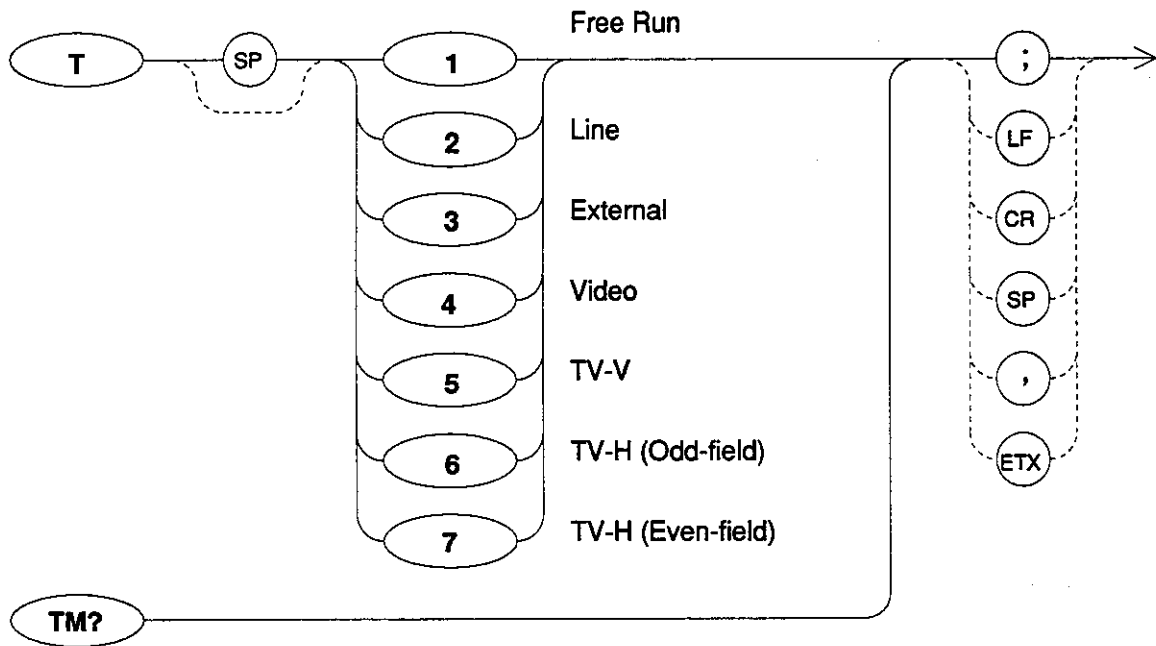 Free Run
T SP 1 ;
2 Line LF
3 External CR
4 Video SP
5 TV-V ,
6 TV-H (Odd-field) ETX
7 TV-H (Even-field)
TM?